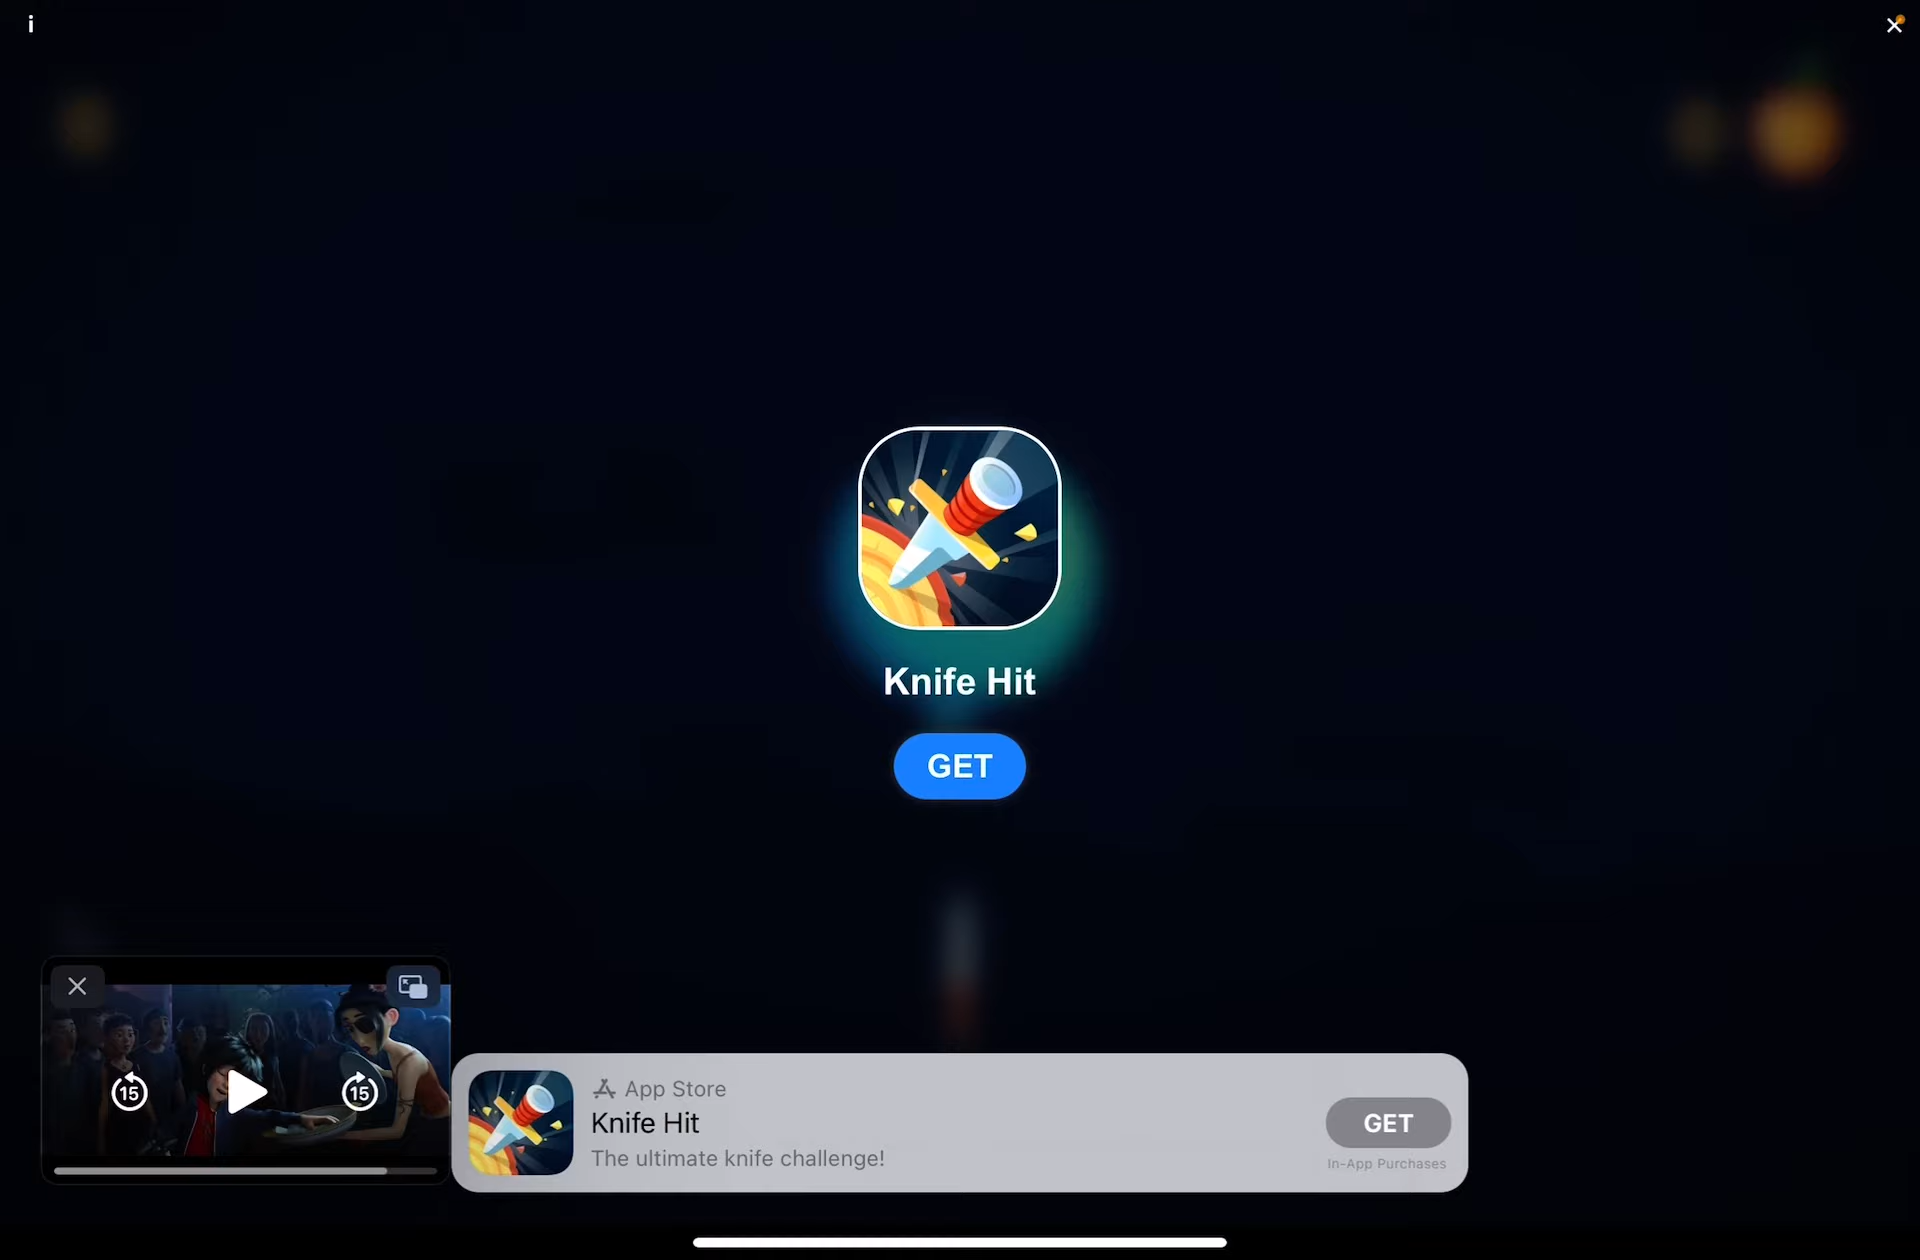 i
Knife Hit
GET
15
15
App Store
Knife Hit
The ultimate knife challenge!
GET
In-App Purchases